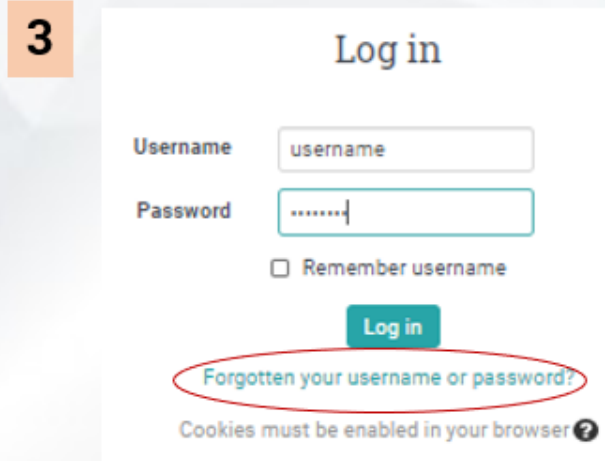 3
Log in
Username
username
Password
Remember username
Log in
Forgotten your username or password?
Cookies must be enabled in your browser